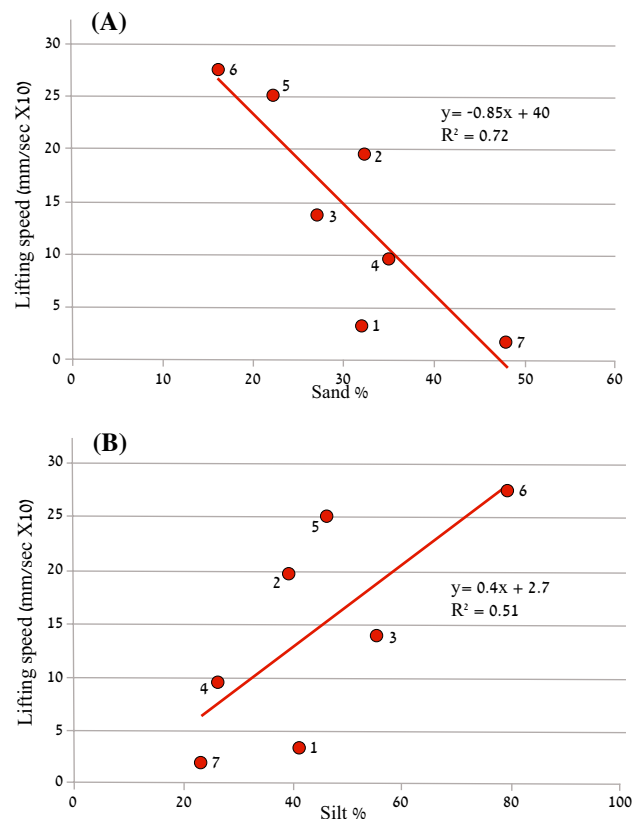 (A)
30
25
20
15
10
5
0
Lifting speed (mm/sec X10)
6
5
2
3
4
1
7
y= -0.85x + 40
R² = 0.72
0 10 20 30 40 50 60
Sand %
(B)
30
25
20
15
10
5
0
Lifting speed (mm/sec X10)
6
5
2
3
4
1
7
y= 0.4x + 2.7
R² = 0.51
0 20 40 60 80 100
Silt %